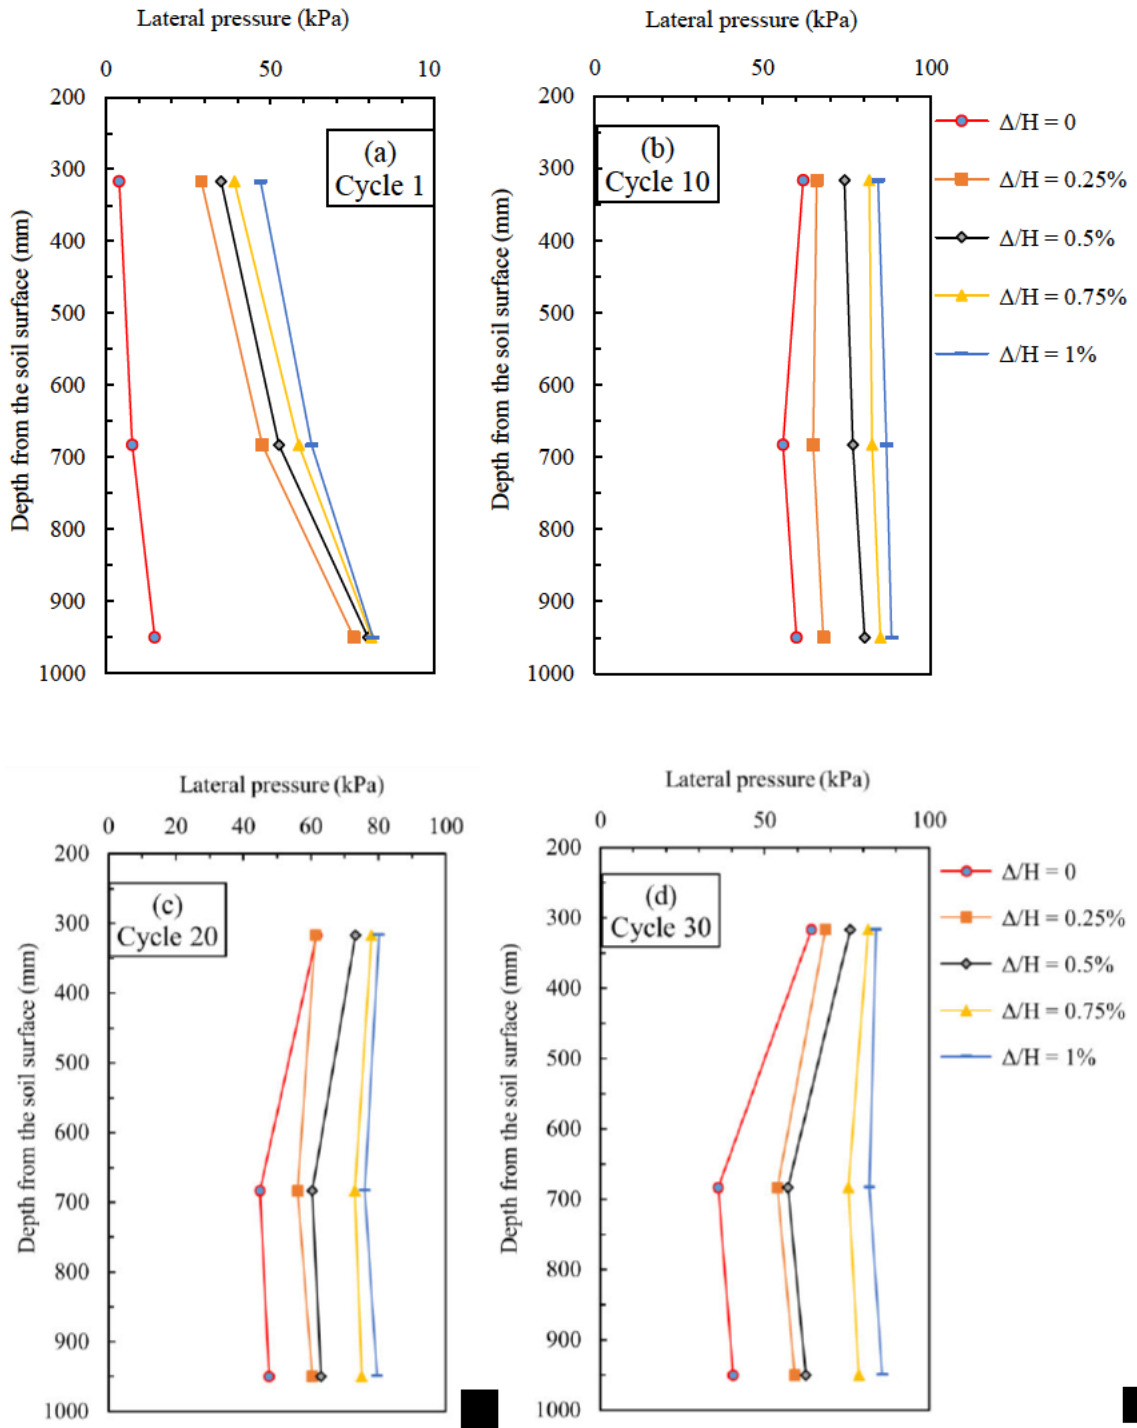 Lateral pressure (kPa)
0 50 10
200
300
400
500
600
700
800
900
1000
Depth from the soil surface (mm)
(a)
Cycle 1
Lateral pressure (kPa)
0 50 100
200
300
400
500
600
700
800
900
1000
Depth from the soil surface (mm)
(b)
Cycle 10
Δ/H = 0
Δ/H = 0.25%
Δ/H = 0.5%
Δ/H = 0.75%
Δ/H = 1%
Lateral pressure (kPa)
0 20 40 60 80 100
200
300
400
500
600
700
800
900
1000
Depth from the soil surface (mm)
(c)
Cycle 20
Lateral pressure (kPa)
0 50 100
200
300
400
500
600
700
800
900
1000
Depth from the soil surface (mm)
(d)
Cycle 30
Δ/H = 0
Δ/H = 0.25%
Δ/H = 0.5%
Δ/H = 0.75%
Δ/H = 1%